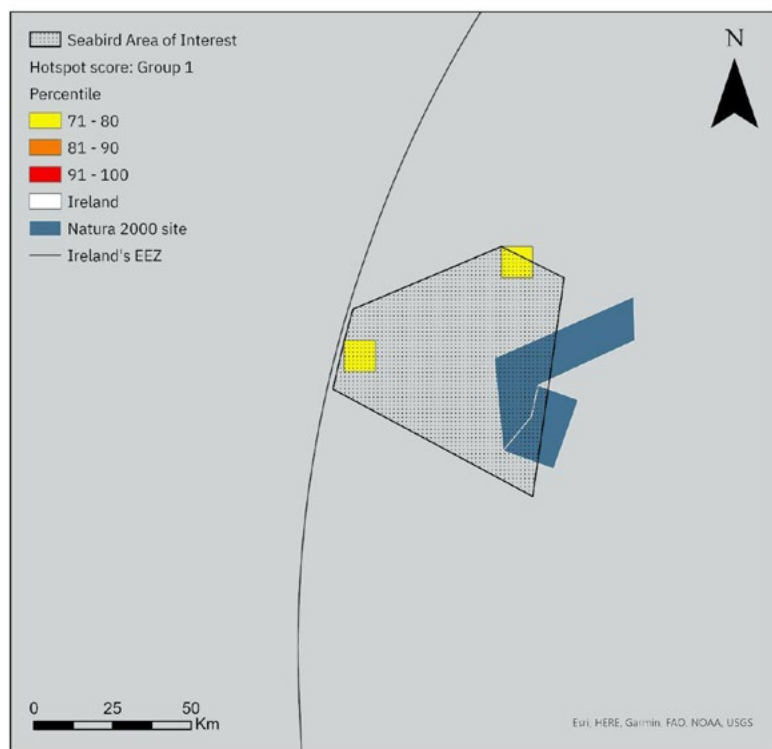 Seabird Area of Interest
Hotspot score: Group 1
Percentile
71 - 80
81 - 90
91 - 100
Ireland
Natura 2000 site
Ireland's EEZ
N
0 25 50
Km
Esri, HERE, Garmin, FAO, NOAA, USGS